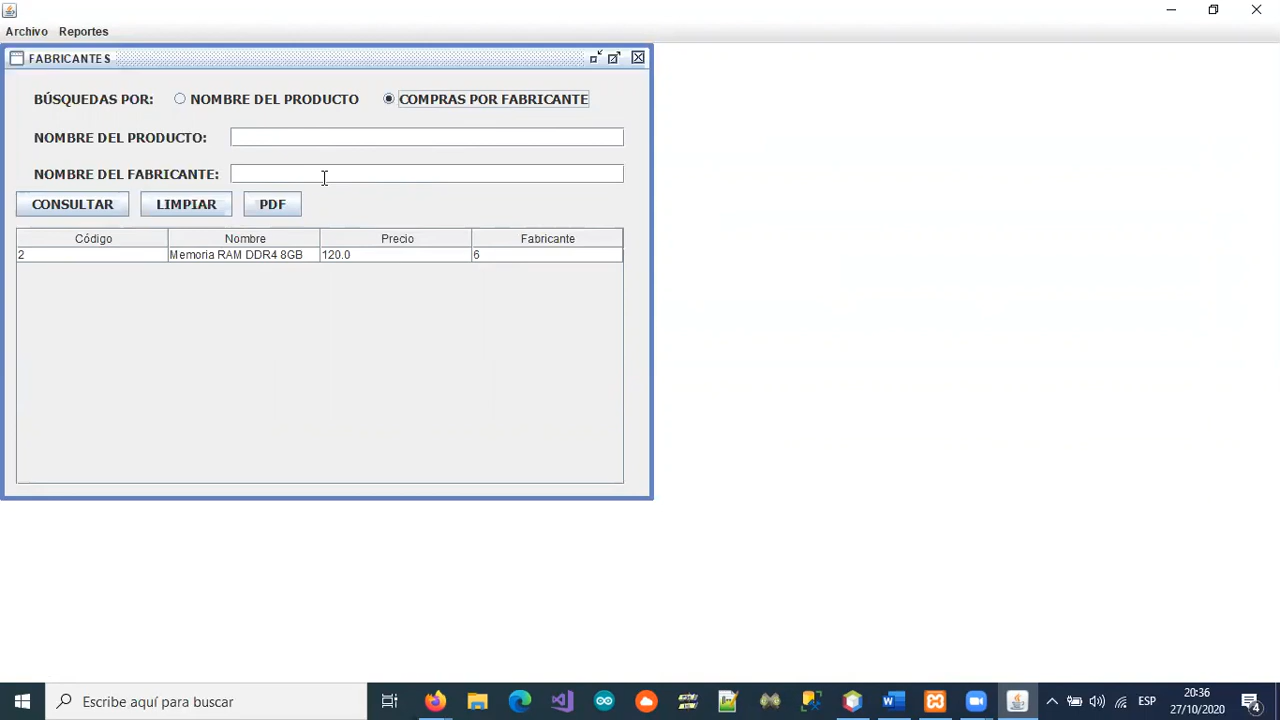 Archivo Reportes
FABRICANTES
BÚSQUEDAS POR: NOMBRE DEL PRODUCTO COMPRAS POR FABRICANTE
NOMBRE DEL PRODUCTO:
NOMBRE DEL FABRICANTE:
CONSULTAR LIMPIAR PDF
Código Nombre Precio Fabricante
2 Memoria RAM DDR4 8GB 120.0 6
Escribe aquí para buscar
ESP
20:36
27/10/2020
4